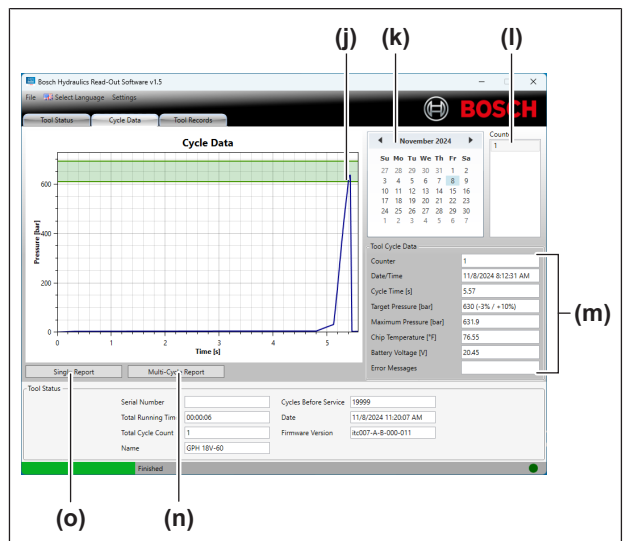 (j) (k) (l)
Bosch Hydraulics Read-Out Software v1.5
File Select Language Settings
BOSCH
Tool Status Cycle Data Tool Records
Cycle Data
Pressure [bar]
600
400
200
0
0 1 2 3 4 5
Time [s]
November 2024
Su Mo Tu We Th Fr Sa
27 28 29 30 31 1 2
3 4 5 6 7 8 9
10 11 12 13 14 15 16
17 18 19 20 21 22 23
24 25 26 27 28 29 30
1 2 3 4 5 6 7
Counte
1
Tool Cycle Data
Counter 1
Date/Time 11/8/2024 8:12:31 AM
Cycle Time [s] 5.57
Target Pressure [bar] 630 (-3% / +10%)
Maximum Pressure [bar] 631.9
Chip Temperature [°F] 76.55
Battery Voltage [V] 20.45
Error Messages
(m)
Single Report Multi-Cycle Report
Tool Status
Serial Number Cycles Before Service 19999
Total Running Tim 00:00:06 Date 11/8/2024 11:20:07 AM
Total Cycle Count 1 Firmware Version itc007-A-B-000-011
Name GPH 18V-60
Finished
(o) (n)